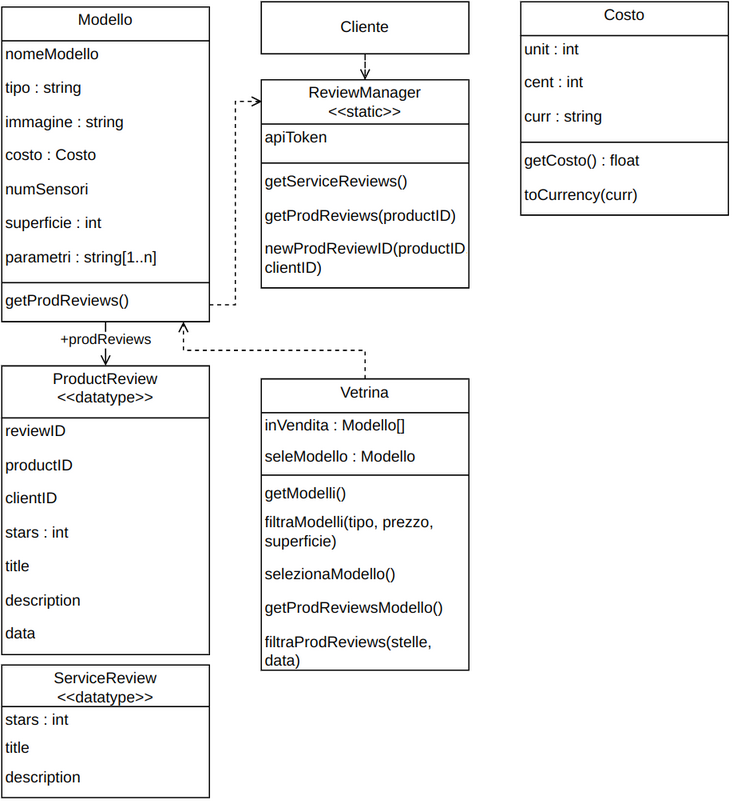 Modello
nomeModello
tipo : string
immagine : string
costo : Costo
numSensori
superficie : int
parametri : string[1..n]
getProdReviews()
+prodReviews
ProductReview
<<datatype>>
reviewID
productID
clientID
stars : int
title
description
data
ServiceReview
<<datatype>>
stars : int
title
description
Cliente
ReviewManager
<<static>>
apiToken
getServiceReviews()
getProdReviews(productID)
newProdReviewID(productID
clientID)
Vetrina
inVendita : Modello[]
seleModello : Modello
getModelli()
filtraModelli(tipo, prezzo,
superficie)
selezionaModello()
getProdReviewsModello()
filtraProdReviews(stelle,
data)
Costo
unit : int
cent : int
curr : string
getCosto() : float
toCurrency(curr)